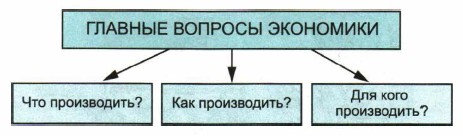 ГЛАВНЫЕ ВОПРОСЫ ЭКОНОМИКИ
Что производить?
Как производить?
Для кого
производить?